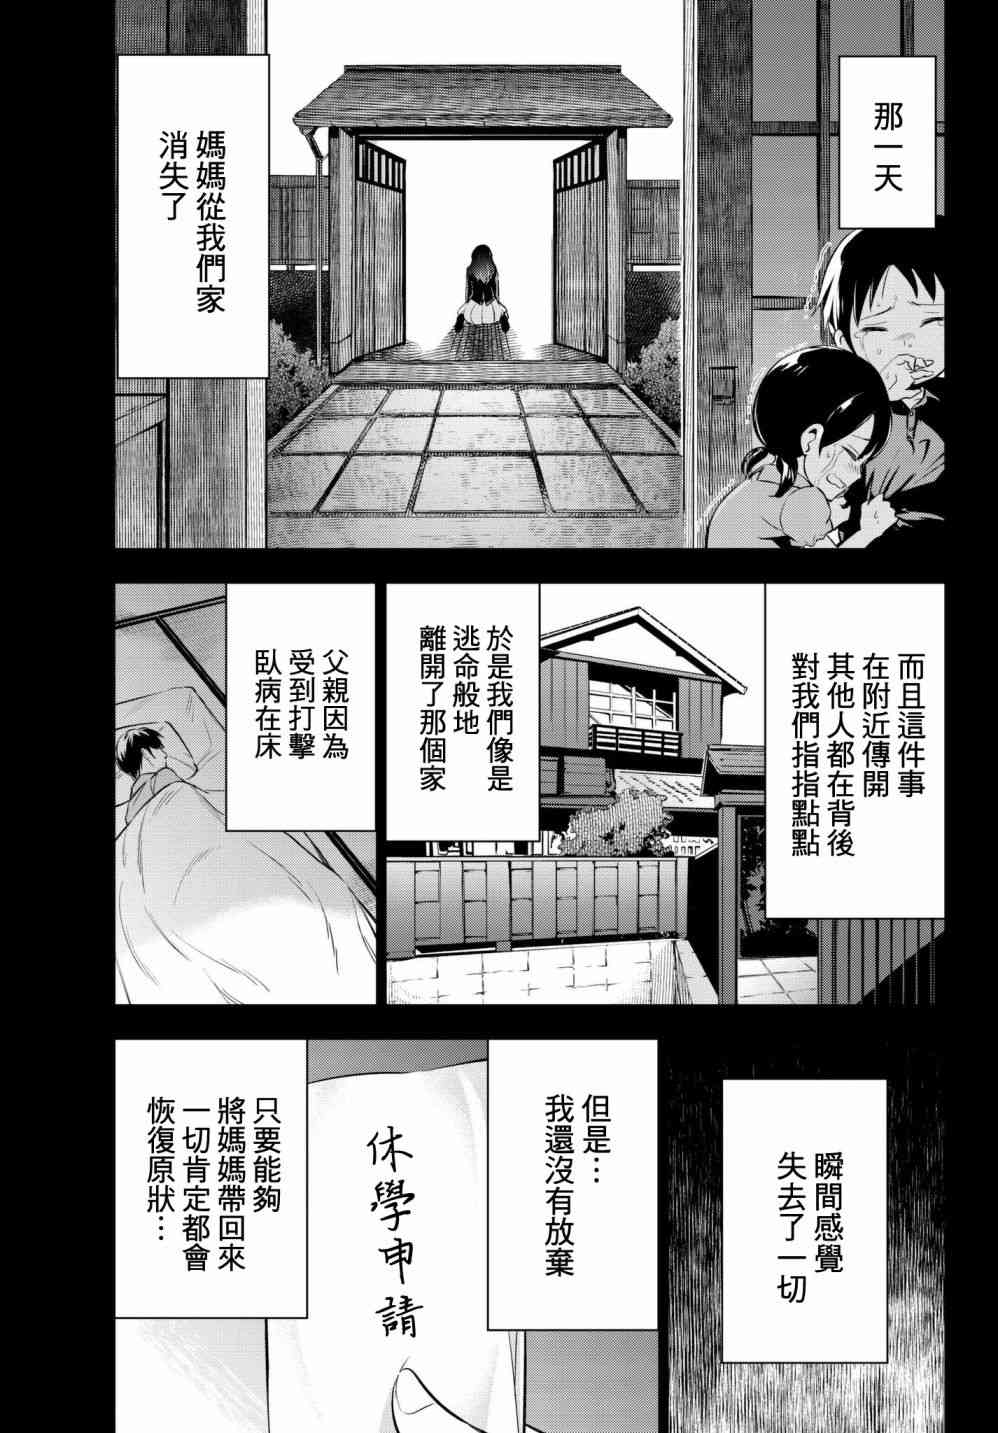 那一天
媽媽從我們家
消失了
而且這件事
在附近傳開
其他人都在背後
對我們指指點點
於是我們像是
逃命般地
離開了那個家
父親因為
受到打擊
臥病在床
瞬間感覺
失去了一切
但是…
我還沒有放棄
休學申請
只要能夠
將媽媽帶回來
一切肯定都會
恢復原狀…